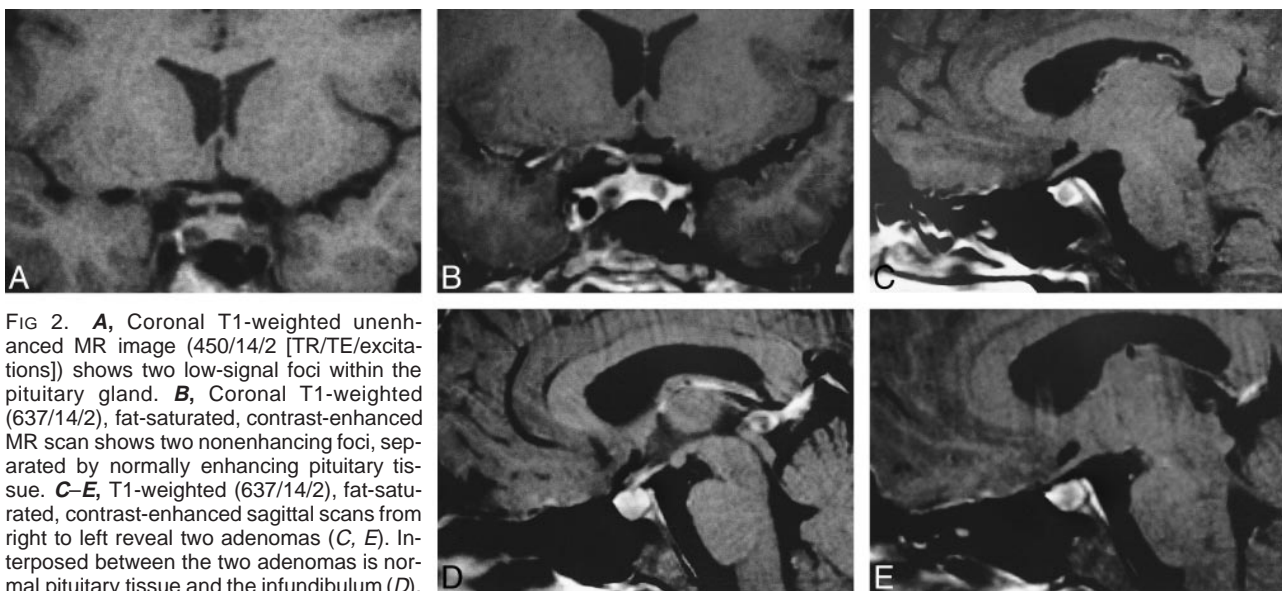 A
B
C
FIG 2. A, Coronal T1-weighted unenh-
anced MR image (450/14/2 [TR/TE/excita-
tions]) shows two low-signal foci within the
pituitary gland. B, Coronal T1-weighted
(637/14/2), fat-saturated, contrast-enhanced
MR scan shows two nonenhancing foci, sep-
arated by normally enhancing pituitary tis-
sue. C–E, T1-weighted (637/14/2), fat-satu-
rated, contrast-enhanced sagittal scans from
right to left reveal two adenomas (C, E). In-
terposed between the two adenomas is nor-
mal pituitary tissue and the infundibulum (D).
D
E